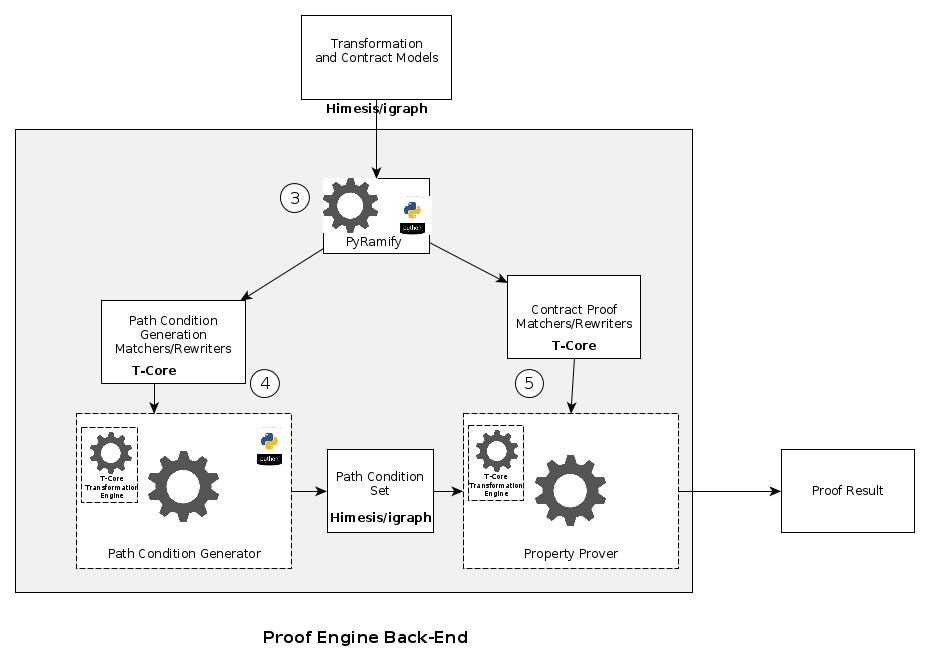 Transformation
and Contract Models
Himesis/igraph
3
python
PyRamify
Path Condition
Generation
Matchers/Rewriters
T-Core
Contract Proof
Matchers/Rewriters
T-Core
4
5
T-Core
Transformation
Engine
python
Path Condition Generator
Path Condition
Set
Himesis/igraph
T-Core
Transformation
Engine
Property Prover
Proof Result
Proof Engine Back-End